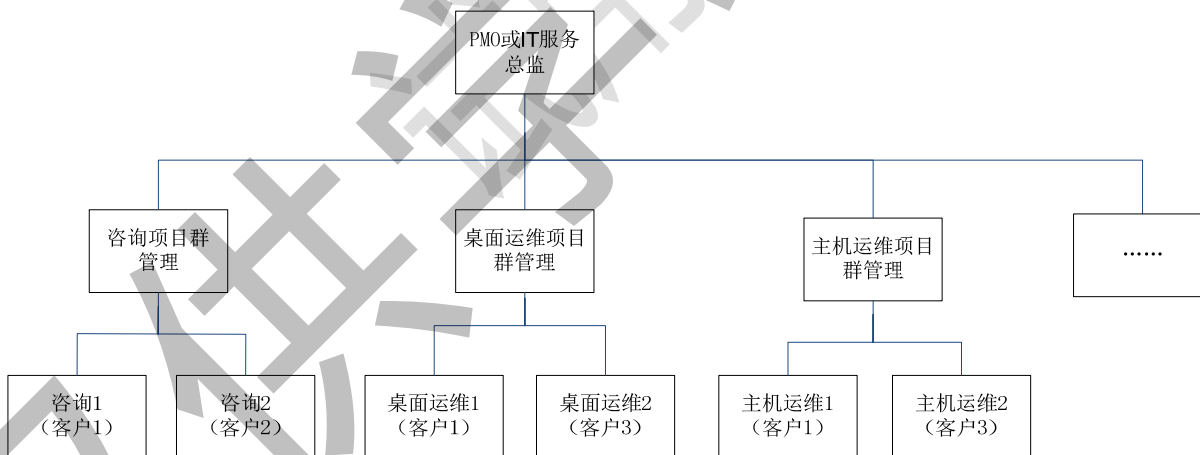 PMO或IT服务
总监
咨询项目群
管理
桌面运维项目
群管理
主机运维项目
群管理
……
咨询1
（客户1）
咨询2
（客户2）
桌面运维1
（客户1）
桌面运维2
（客户3）
主机运维1
（客户1）
主机运维2
（客户3）
供学